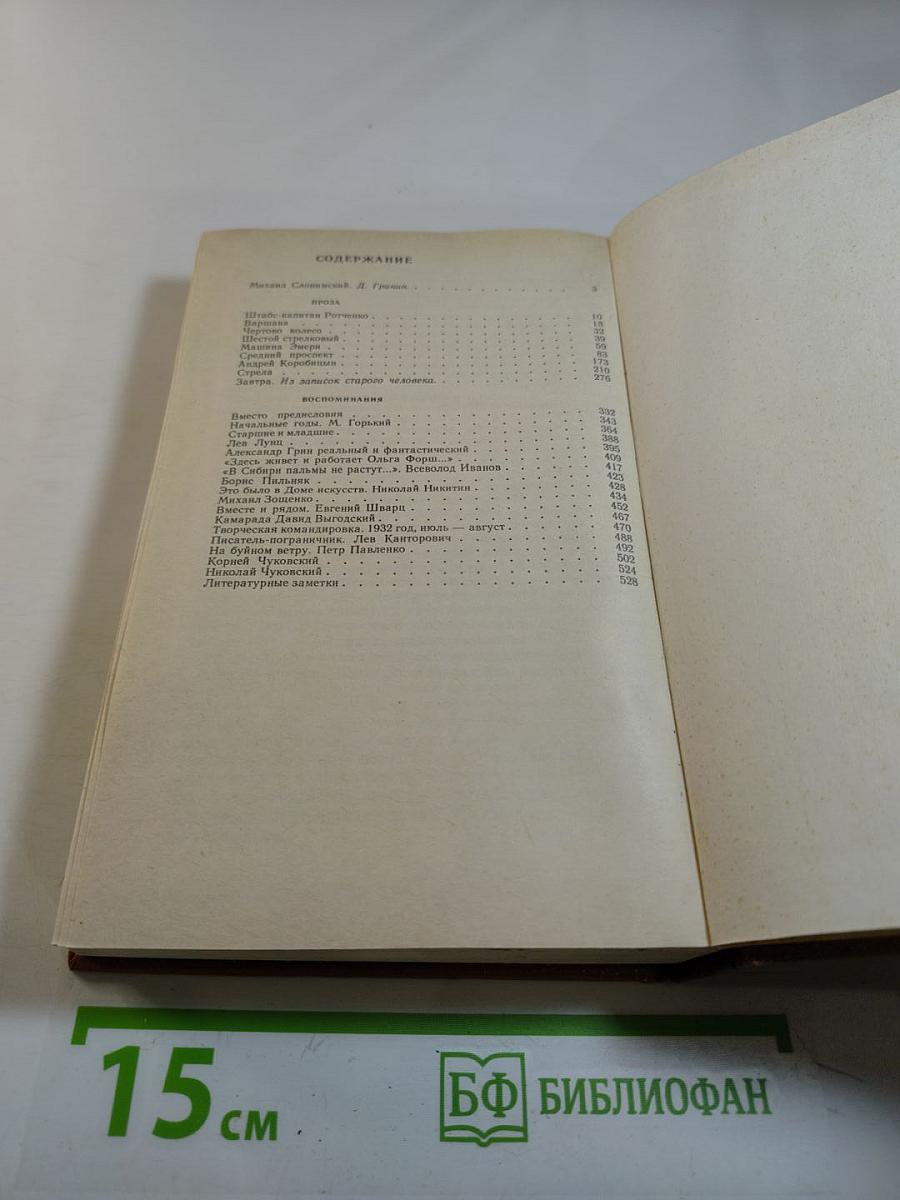 СОДЕРЖАНИЕ
Михаил Слонимский. Д. Гранин. 3
ПРОЗА
Штабс-капитан Ротченко 10
Варшава 18
Чертово колесо 32
Шестой стрелковый 39
Машина Эмери 59
Средний проспект 83
Андрей Коробицын 173
Стрела 210
Завтра. Из записок старого человека. 276
ВОСПОМИНАНИЯ
Вместо предисловия 332
Начальные годы. М. Горький 343
Старшие и младшие 364
Лев Лунц 388
Александр Грин реальный и фантастический 395
«Здесь живет и работает Ольга Форш...» 409
«В Сибири пальмы не растут...». Всеволод Иванов 417
Борис Пильняк 423
Это было в Доме искусств. Николай Никитин 428
Михаил Зощенко 434
Вместе и рядом. Евгений Шварц 452
Камарада Давид Выгодский 467
Творческая командировка. 1932 год, июль — август 470
Писатель-пограничник. Лев Канторович 488
На буйном ветру. Петр Павленко 492
Корней Чуковский 502
Николай Чуковский 524
Литературные заметки 528
15 см
БФ БИБЛИОФАН